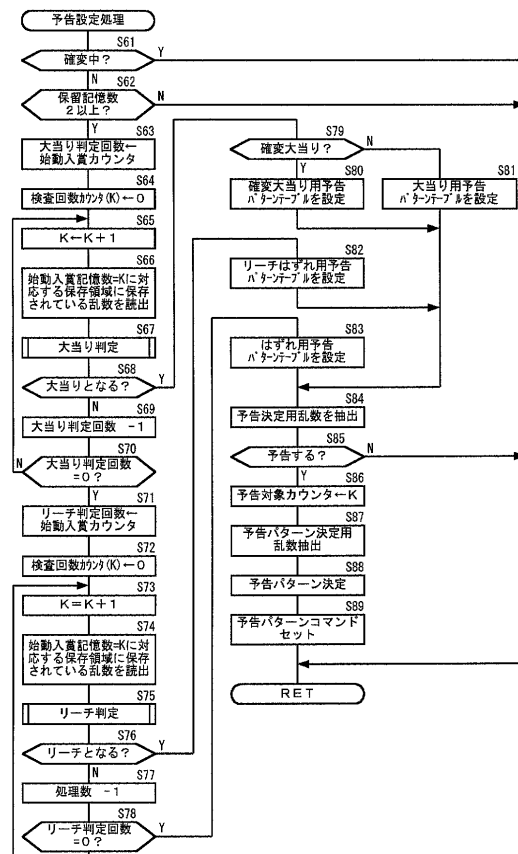 予告設定処理
S61
確変中？
Y
N
S62
保留記憶数
2以上？
N
Y
S63
大当り判定回数←
始動入賞カウンタ
S64
検査回数カウンタ(K)←0
S65
K←K＋1
S66
始動入賞記憶数=Kに対
応する保存領域に保存
されている乱数を読出
S67
大当り判定
S68
大当りとなる？
Y
N
S69
大当り判定回数 -1
S70
大当り判定回数
=0？
N
Y
S71
リーチ判定回数←
始動入賞カウンタ
S72
検査回数カウンタ(K)←0
S73
K＝K＋1
S74
始動入賞記憶数=Kに対
応する保存領域に保存
されている乱数を読出
S75
リーチ判定
S76
リーチとなる？
Y
N
S77
処理数 -1
S78
リーチ判定回数
=0？
Y
S79
確変大当り？
N
Y
S80
確変大当り用予告
パターンテーブルを設定
S81
大当り用予告
パターンテーブルを設定
S82
リーチはずれ用予告
パターンテーブルを設定
S83
はずれ用予告
パターンテーブルを設定
S84
予告決定用乱数を抽出
S85
予告する？
N
Y
S86
予告対象カウンタ←K
S87
予告パターン決定用
乱数抽出
S88
予告パターン決定
S89
予告パターンコマンド
セット
RET